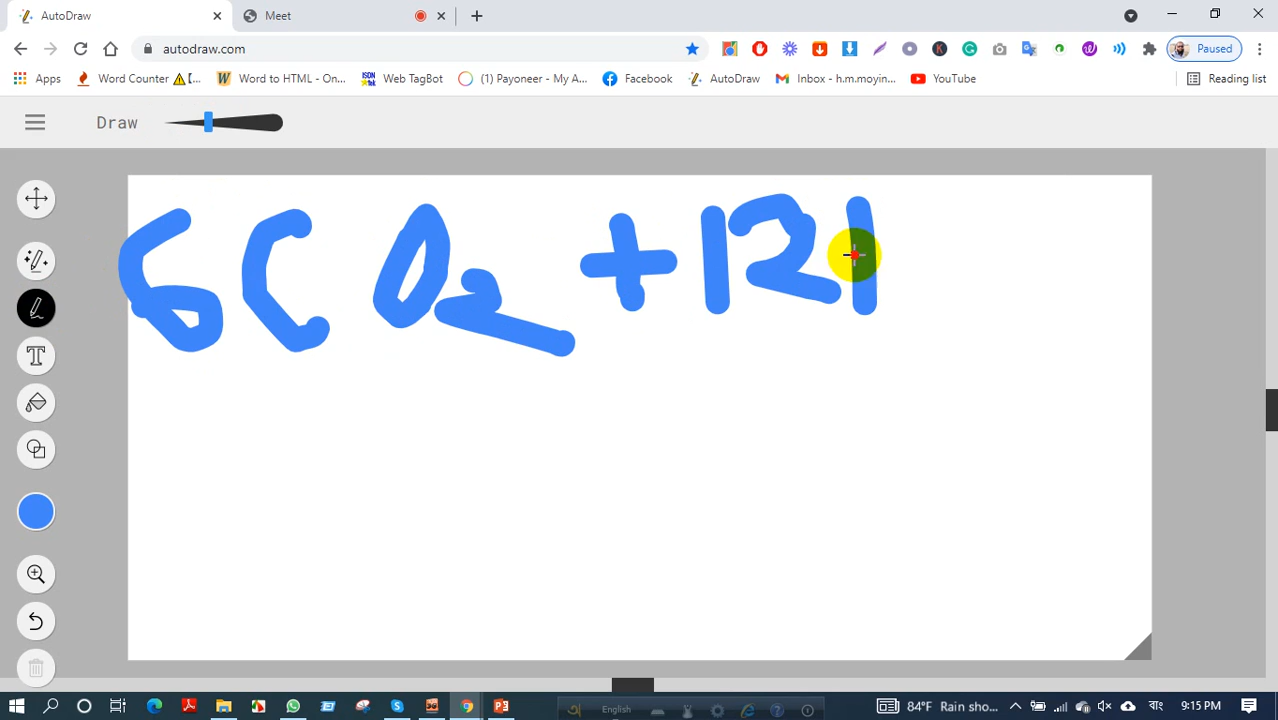 AutoDraw
Meet
autodraw.com
Paused
Apps
Word Counter [...
Word to HTML - On...
Web TagBot
(1) Payoneer - My A...
Facebook
AutoDraw
Inbox - h.m.moyin...
YouTube
Reading list
Draw
6CO2 + 12
English
84°F Rain sho...
বাং
9:15 PM